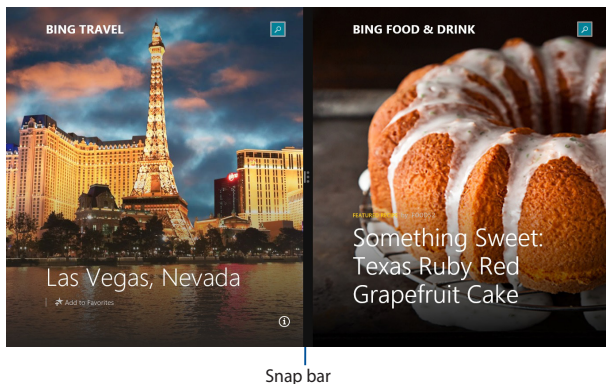 BING TRAVEL
Las Vegas, Nevada
Add to Favorites
BING FOOD & DRINK
Something Sweet:
Texas Ruby Red
Grapefruit Cake
Snap bar